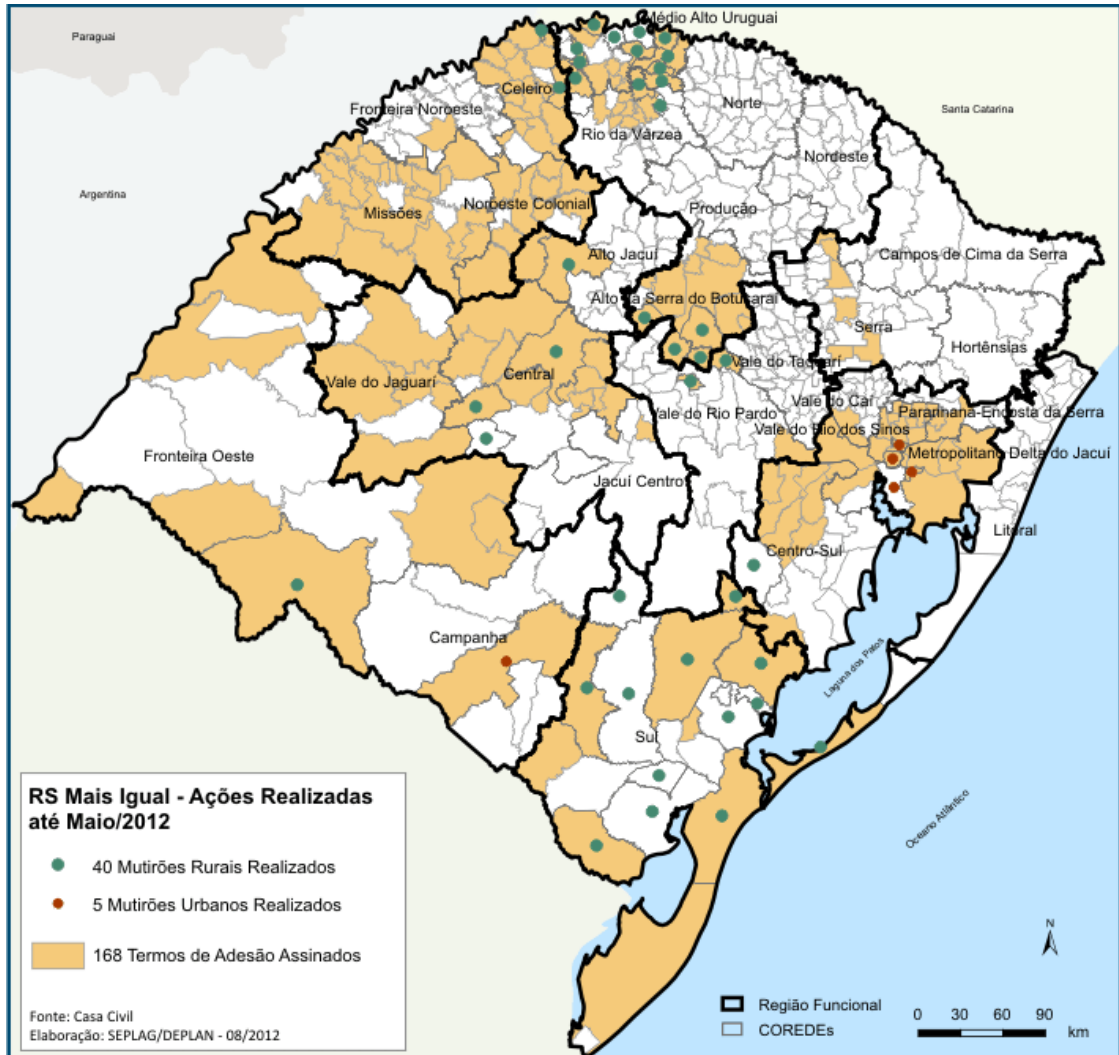 Médio Alto Uruguai
Paraguai
Celeiro
Norte
Santa Catarina
Fronteira Noroeste
Rio da Várzea
Nordeste
Argentina
Noroeste Colonial
Missões
Produção
Alto Jacuí
Campos de Cima da Serra
Alto da Serra do Botucaraí
Serra
Hortênsias
Vale do Taquarí
Central
Vale do Jaguarí
Vale do Caí
Vale do Rio Pardo
Pararinana-Encosta da Serra
Vale do Rio dos Sinos
Metropolitano Delta do Jacuí
Fronteira Oeste
Jacuí Centro
Litoral
Centro-Sul
Campanha
Laguna dos Patos
Sul
RS Mais Igual - Ações Realizadas
até Maio/2012
40 Mutirões Rurais Realizados
5 Mutirões Urbanos Realizados
168 Termos de Adesão Assinados
Fonte: Casa Civil
Elaboração: SEPLAG/DEPLAN - 08/2012
Oceano Atlântico
N
Região Funcional
COREDEs
0 30 60 90
km